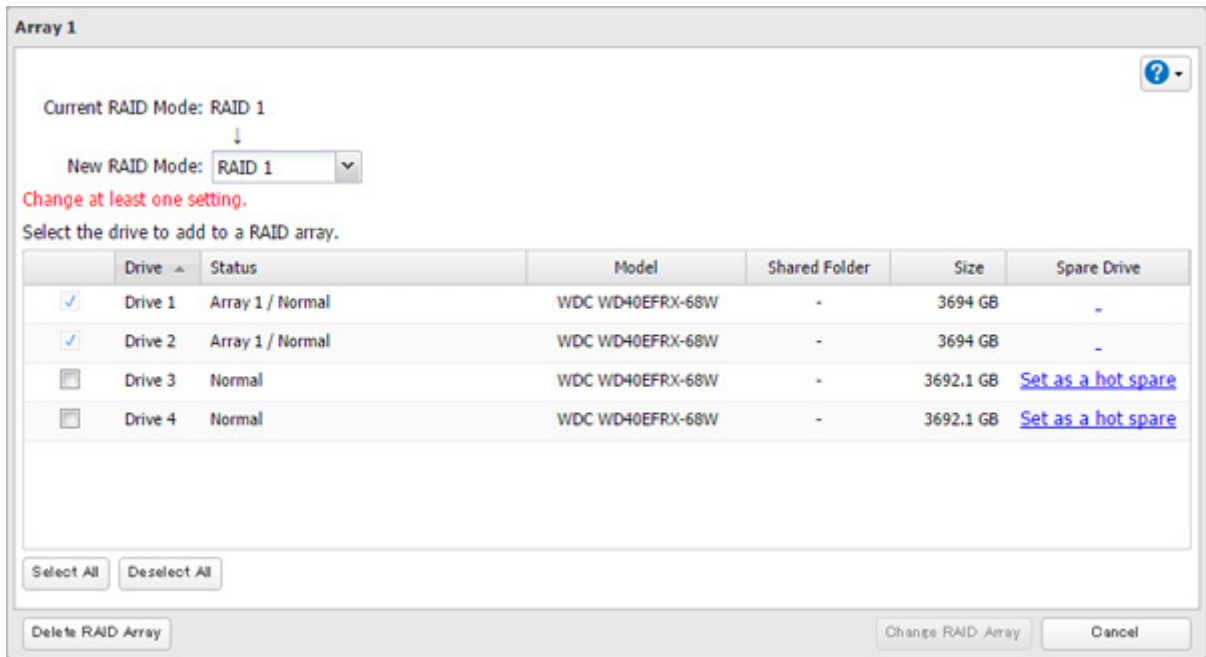 Array 1
?
Current RAID Mode: RAID 1
↓
New RAID Mode: RAID 1
Change at least one setting.
Select the drive to add to a RAID array.
Drive Status Model Shared Folder Size Spare Drive
Drive 1 Array 1 / Normal WDC WD40EFRX-68W - 3694 GB -
Drive 2 Array 1 / Normal WDC WD40EFRX-68W - 3694 GB -
Drive 3 Normal WDC WD40EFRX-68W - 3692.1 GB Set as a hot spare
Drive 4 Normal WDC WD40EFRX-68W - 3692.1 GB Set as a hot spare
Select All Deselect All
Delete RAID Array Change RAID Array Cancel